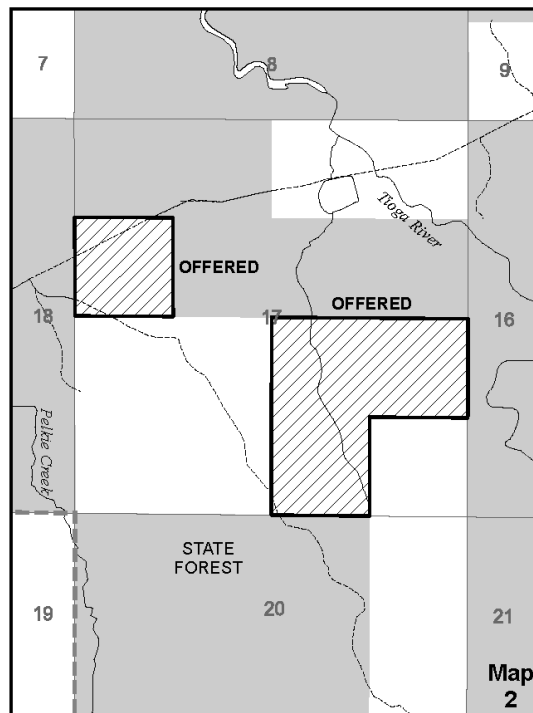 7
8
9
Tioga River
OFFERED
OFFERED
18
17
16
Pelkie Creek
STATE
FOREST
19
20
21
Map
2